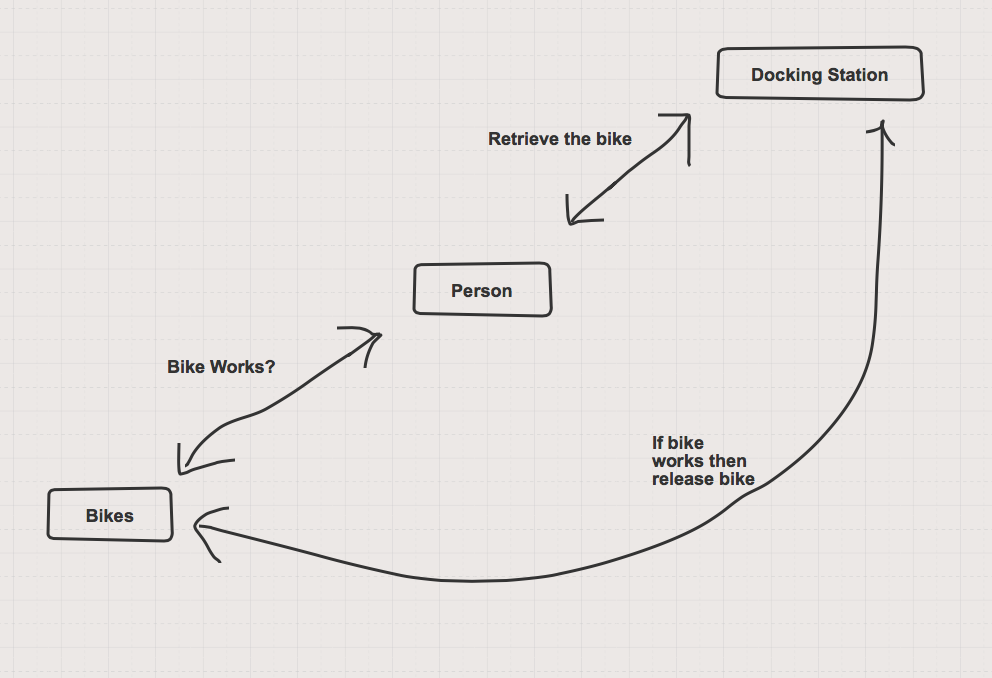 Docking Station
Retrieve the bike
Person
Bike Works?
If bike
works then
release bike
Bikes